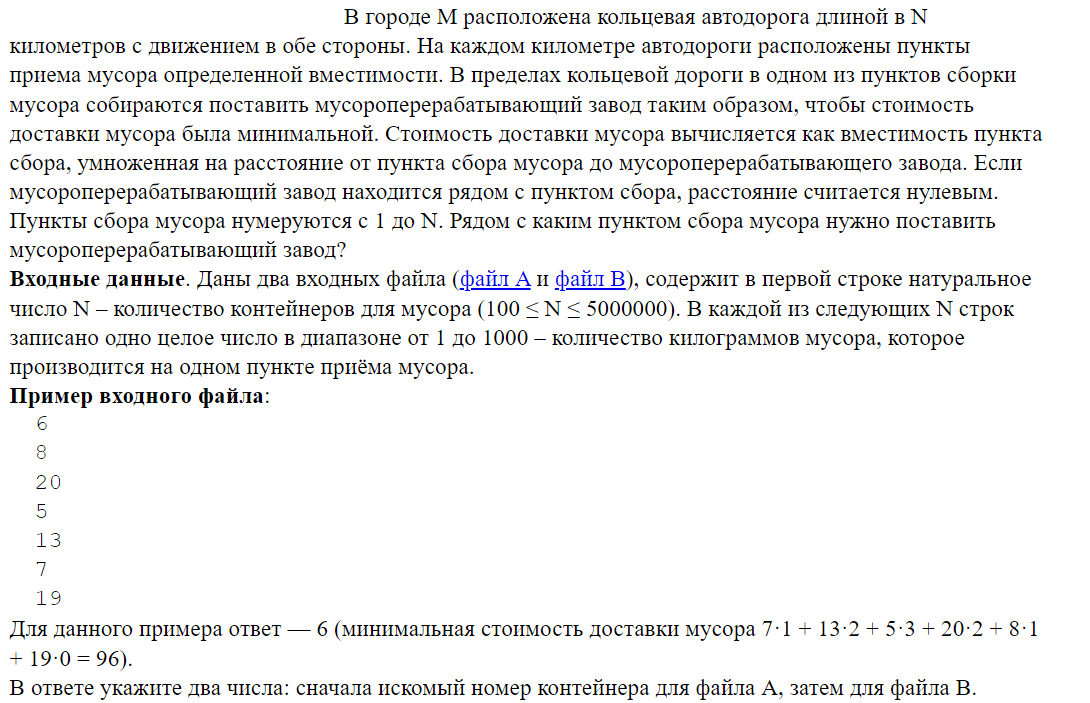 В городе М расположена кольцевая автодорога длиной в N
километров с движением в обе стороны. На каждом километре автодороги расположены пункты
приема мусора определенной вместимости. В пределах кольцевой дороги в одном из пунктов сборки
мусора собираются поставить мусороперерабатывающий завод таким образом, чтобы стоимость
доставки мусора была минимальной. Стоимость доставки мусора вычисляется как вместимость пункта
сбора, умноженная на расстояние от пункта сбора мусора до мусороперерабатывающего завода. Если
мусороперерабатывающий завод находится рядом с пунктом сбора, расстояние считается нулевым.
Пункты сбора мусора нумеруются с 1 до N. Рядом с каким пунктом сбора мусора нужно поставить
мусороперерабатывающий завод?
Входные данные. Даны два входных файла (файл A и файл B), содержит в первой строке натуральное
число N – количество контейнеров для мусора (100 ≤ N ≤ 5000000). В каждой из следующих N строк
записано одно целое число в диапазоне от 1 до 1000 – количество килограммов мусора, которое
производится на одном пункте приёма мусора.
Пример входного файла:
6
8
20
5
13
7
19
Для данного примера ответ — 6 (минимальная стоимость доставки мусора 7·1 + 13·2 + 5·3 + 20·2 + 8·1
+ 19·0 = 96).
В ответе укажите два числа: сначала искомый номер контейнера для файла А, затем для файла B.